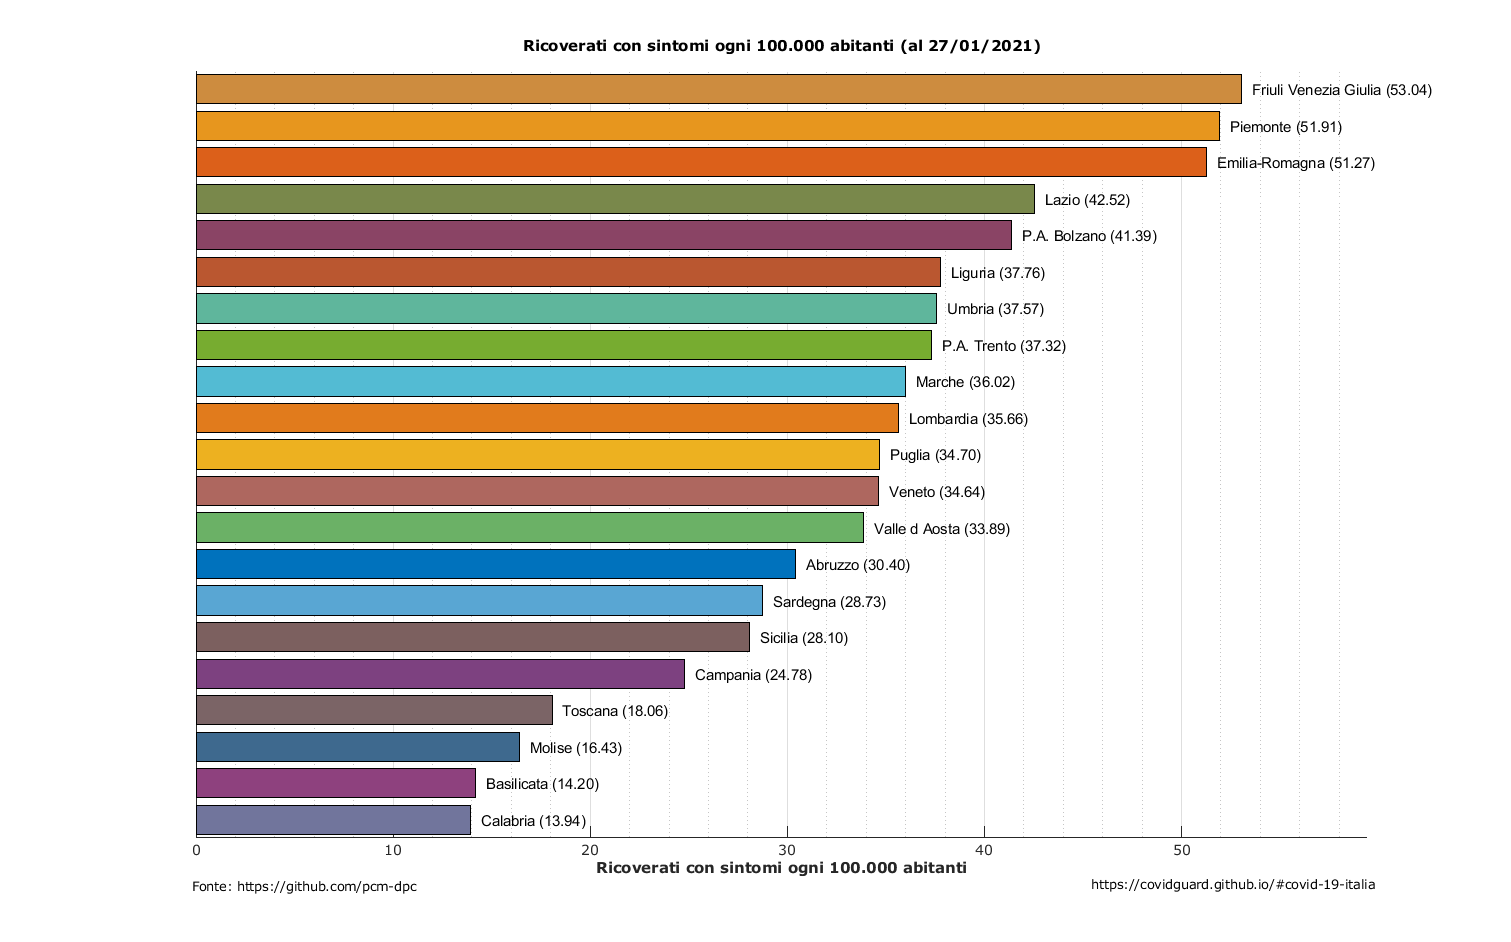 Ricoverati con sintomi ogni 100.000 abitanti (al 27/01/2021)
Friuli Venezia Giulia (53.04)
Piemonte (51.91)
Emilia-Romagna (51.27)
Lazio (42.52)
P.A. Bolzano (41.39)
Liguria (37.76)
Umbria (37.57)
P.A. Trento (37.32)
Marche (36.02)
Lombardia (35.66)
Puglia (34.70)
Veneto (34.64)
Valle d Aosta (33.89)
Abruzzo (30.40)
Sardegna (28.73)
Sicilia (28.10)
Campania (24.78)
Toscana (18.06)
Molise (16.43)
Basilicata (14.20)
Calabria (13.94)
0 10 20 30 40 50
Ricoverati con sintomi ogni 100.000 abitanti
Fonte: https://github.com/pcm-dpc
https://covidguard.github.io/#covid-19-italia